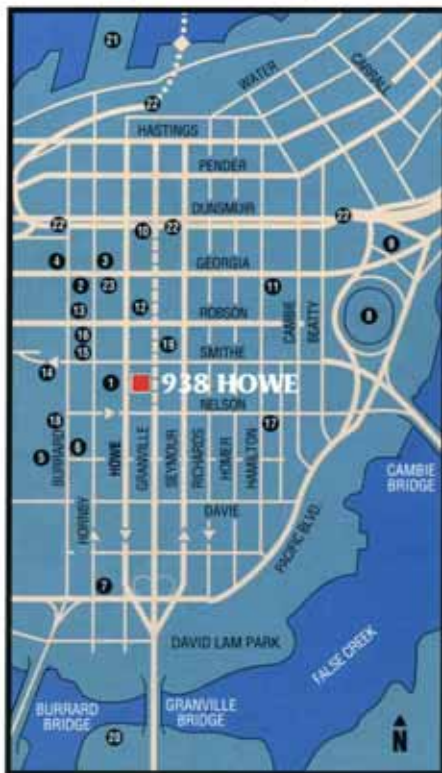 21
WATER
CARRALL
22
HASTINGS
PENDER
DUNSMUIR
22
10
22
22
9
4
3
GEORGIA
2
23
11
13
12
8
ROBSON
CAMBIE
BEATTY
16
19
15
SMITHE
14
1
938 HOWE
NELSON
18
17
5
6
BURRARD
HOWE
GRANVILLE
SEYMOUR
RICHARDS
HOMER
HAMILTON
CAMBIE
BRIDGE
HORNBY
DAVIE
PACIFIC BLVD
7
DAVID LAM PARK
FALSE CREEK
BURRARD
BRIDGE
GRANVILLE
BRIDGE
20
N